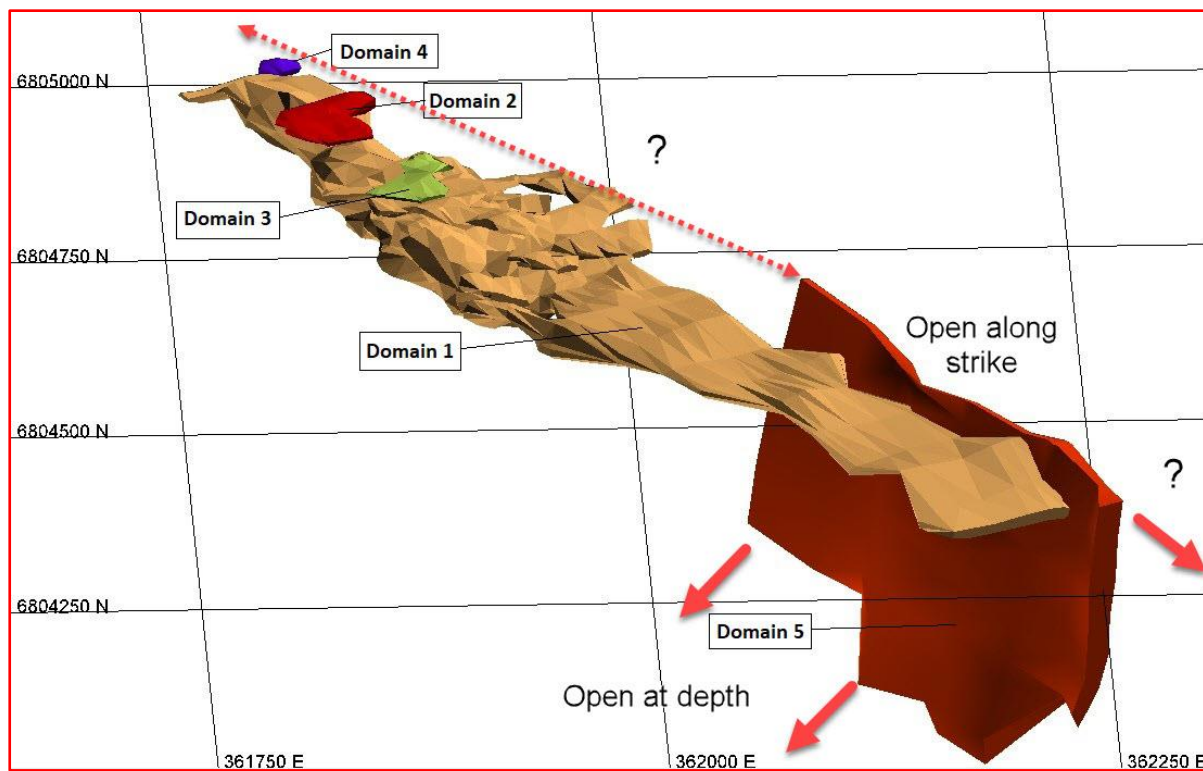 Domain 4
6805000 N
Domain 2
?
Domain 3
6804750 N
Domain 1
Open along
strike
6804500 N
?
6804250 N
Domain 5
Open at depth
361750 E
362000 E
362250 E